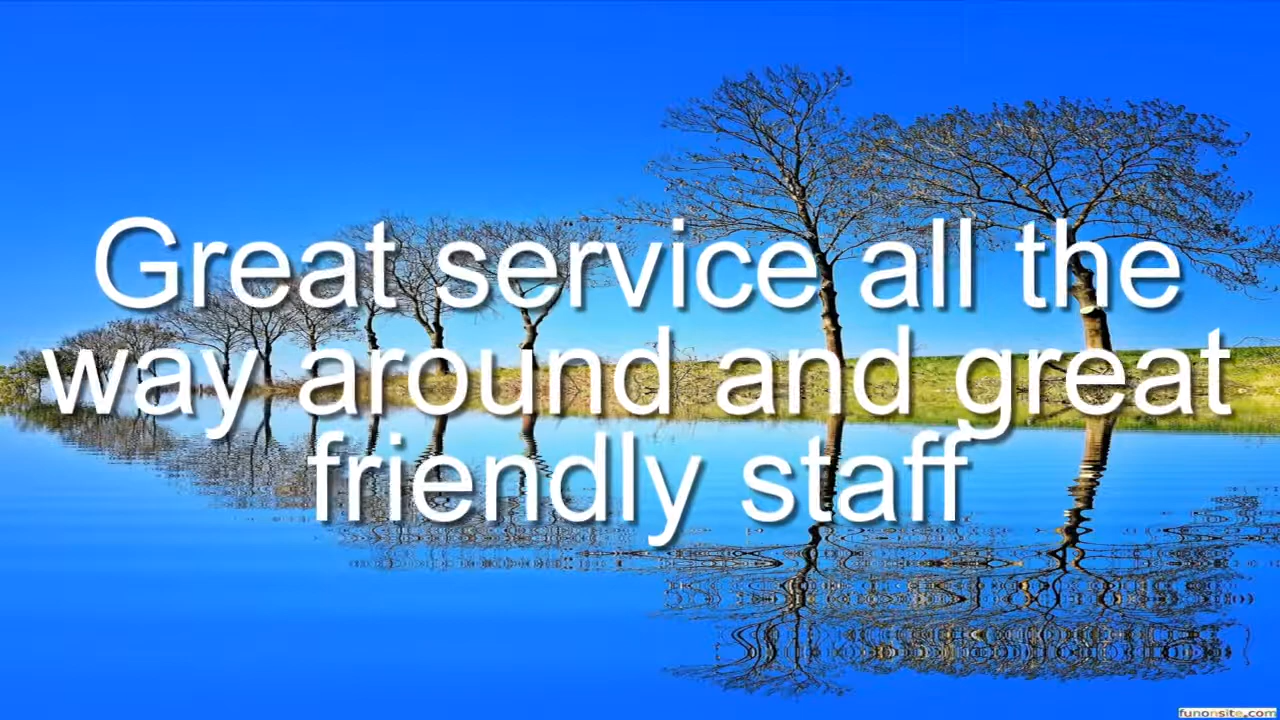 Great service all the
way around and great
friendly staff
funonsite.com